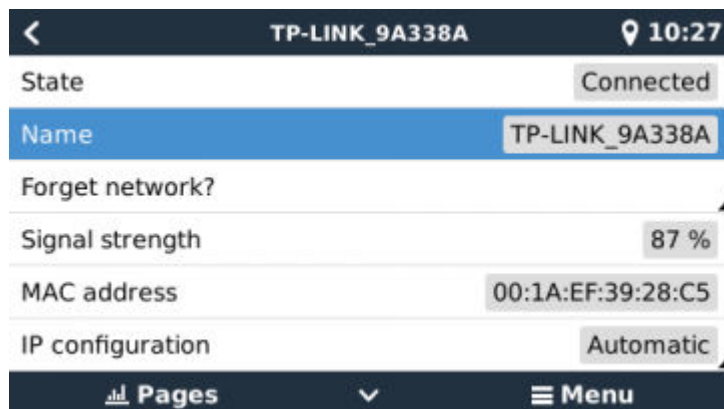 TP-LINK_9A338A 10:27
State Connected
Name TP-LINK_9A338A
Forget network?
Signal strength 87 %
MAC address 00:1A:EF:39:28:C5
IP configuration Automatic
Pages Menu